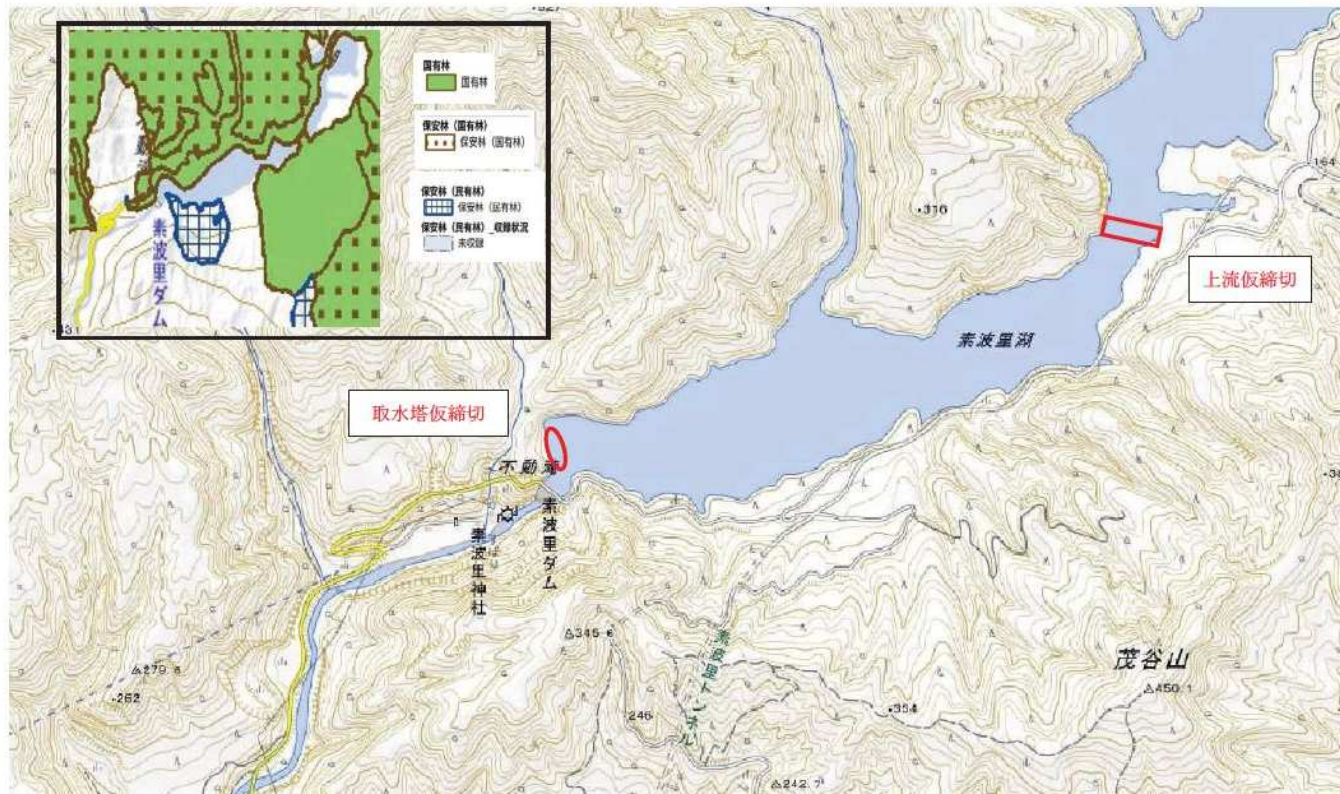 国有林
国有林
保安林(国有林)
保安林(国有林)
保安林(民有林)
保安林(民有林)
保安林(民有林)_収録状況
未収録
素波里ダム
・331
・316
164
上流仮締切
素波里湖
取水塔仮締切
不動滝
素波里ダム
素波里神社
△279.6
・262
△345.6
246
素波里トンネル
・354
茂谷山
△450.1
△242.7